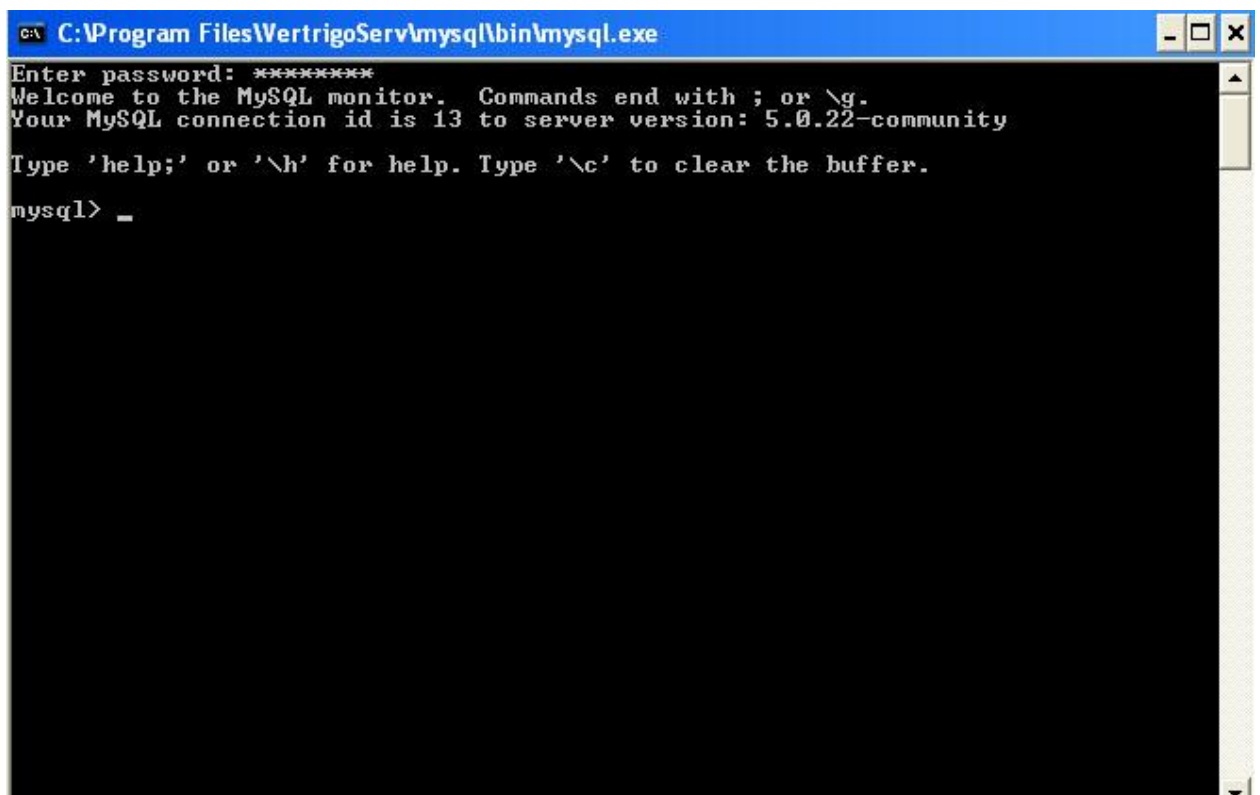 C:\Program Files\VertrigoServ\mysql\bin\mysql.exe
Enter password: ********
Welcome to the MySQL monitor.  Commands end with ; or \g.
Your MySQL connection id is 13 to server version: 5.0.22-community
Type 'help;' or '\h' for help. Type '\c' to clear the buffer.
mysql> _